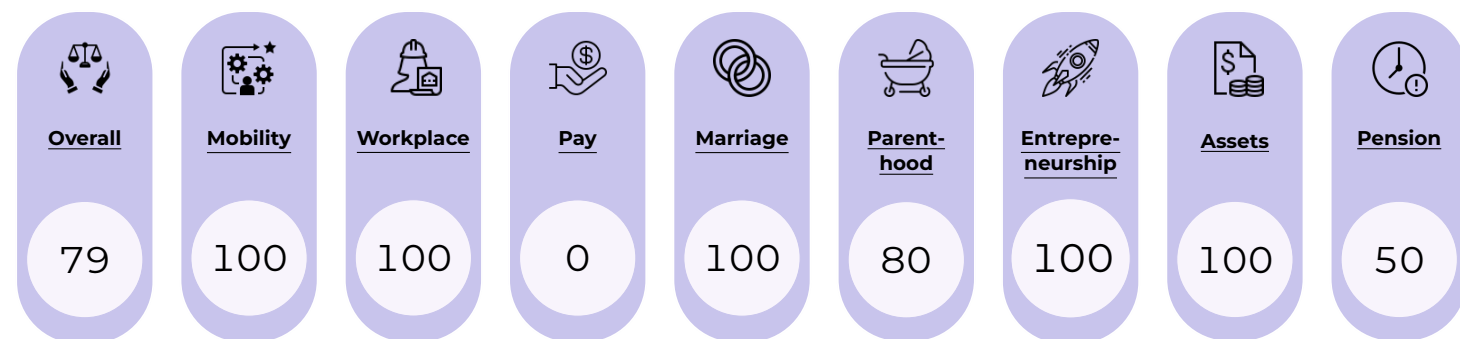 $
$
Overall
Mobility
Workplace
Pay
Marriage
Parent-
hood
Entrepre-
neurship
Assets
Pension
79
100
100
0
100
80
100
100
50